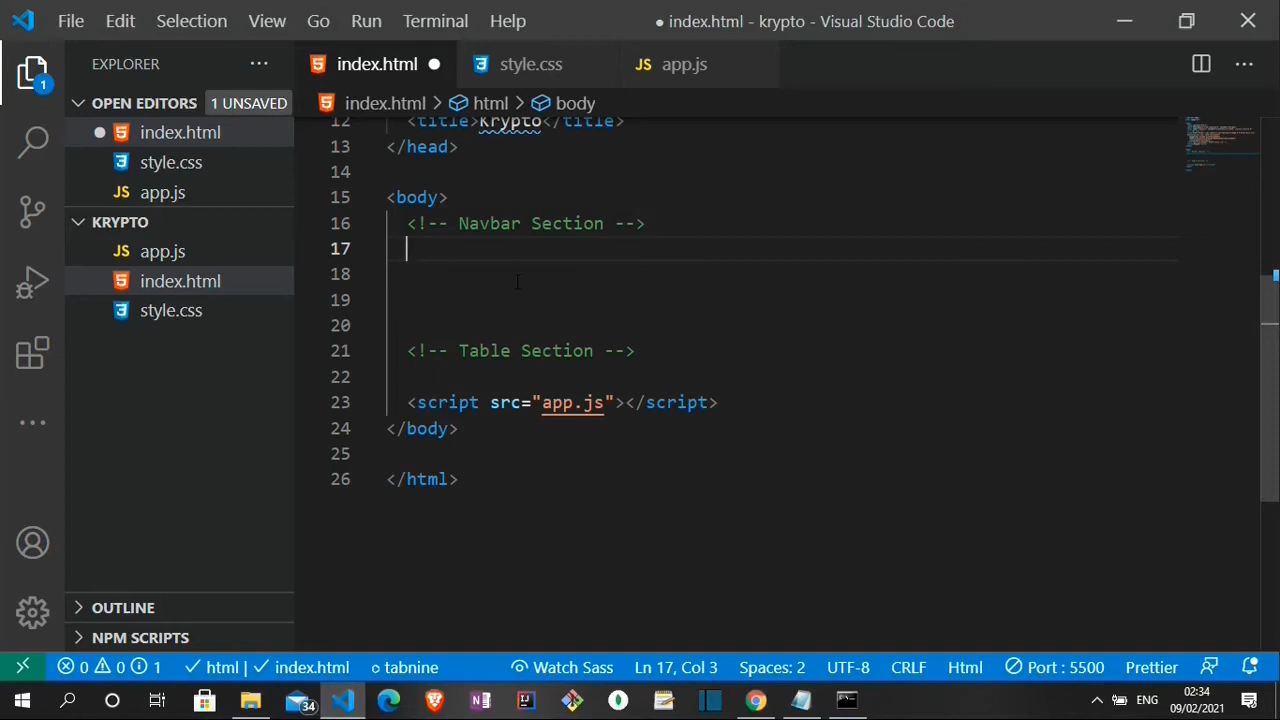 File Edit Selection View Go Run Terminal Help ● index.html - krypto - Visual Studio Code
EXPLORER ···
index.html ●
style.css
JS app.js
OPEN EDITORS 1 UNSAVED
1
index.html > html > body
● index.html
style.css
JS app.js
KRYPTO
JS app.js
index.html
style.css
OUTLINE
NPM SCRIPTS
12 <title>Krypto</title>
13 </head>
14
15 <body>
16 <!-- Navbar Section -->
17
18
19
20
21 <!-- Table Section -->
22
23 <script src="app.js"></script>
24 </body>
25
26 </html>
0 0 1 html | index.html tabnine Watch Sass Ln 17, Col 3 Spaces: 2 UTF-8 CRLF Html Port : 5500 Prettier
34
ENG
02:34
09/02/2021